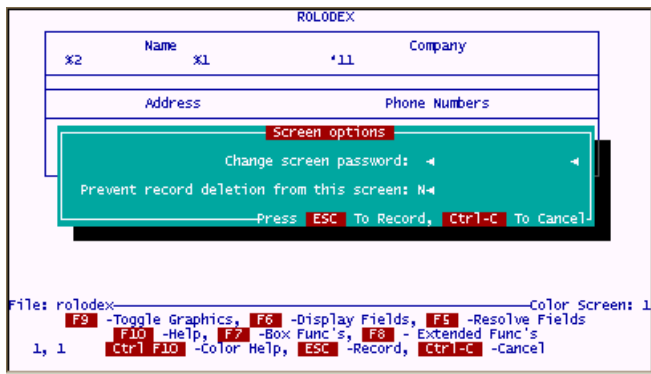 ROLODEX
Name Company
%2 %1 '11
Address Phone Numbers
Screen options
Change screen password:
Prevent record deletion from this screen: N
Press ESC To Record, Ctrl-C To Cancel
File: rolodex Color Screen: 1
F9 -Toggle Graphics, F6 -Display Fields, F5 -Resolve Fields
F10 -Help, F7 -Box Func's, F8 - Extended Func's
1, 1 Ctrl F10 -Color Help, ESC -Record, Ctrl-C -Cancel